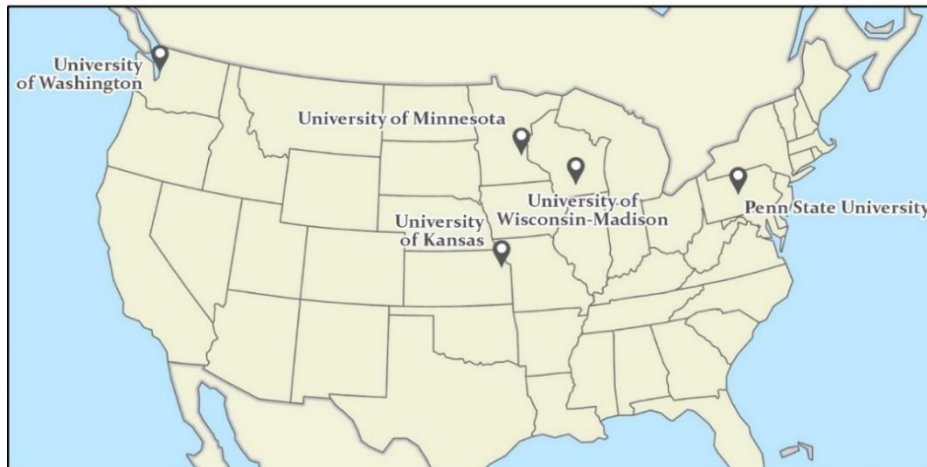 University
of Washington
University of Minnesota
University of
Wisconsin-Madison
Penn State University
University
of Kansas